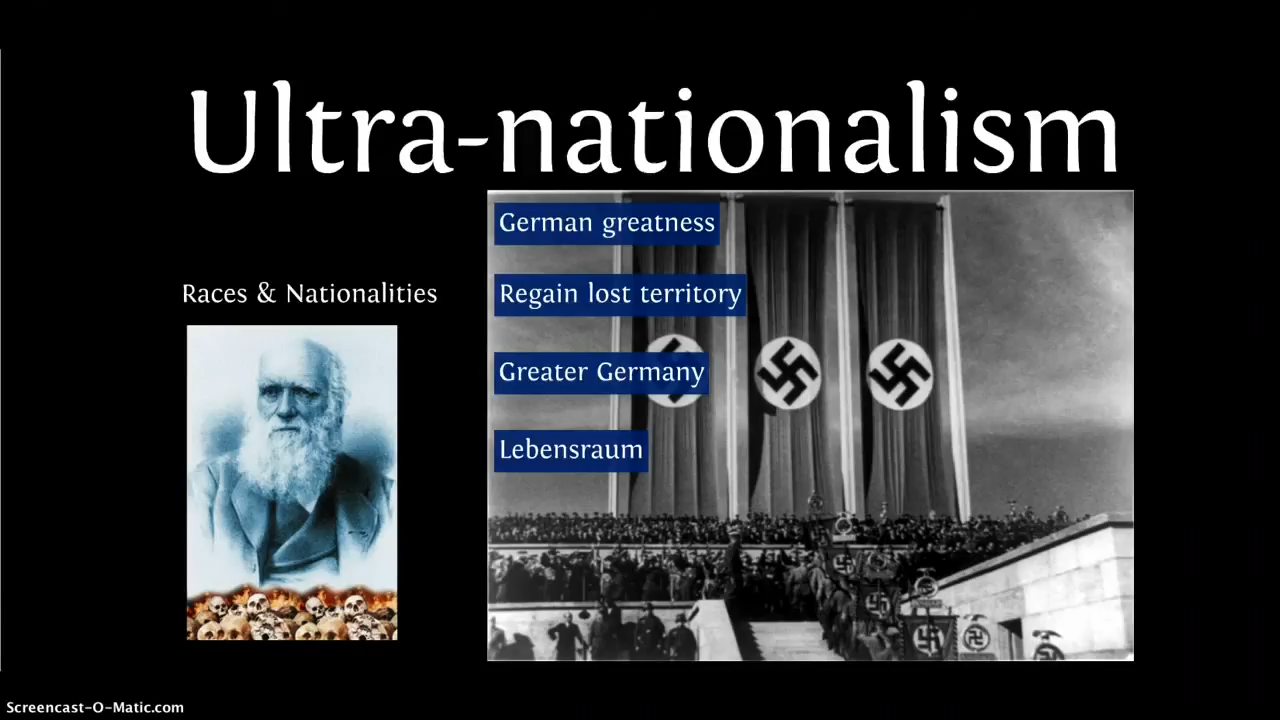 Ultra-nationalism
Races & Nationalities
German greatness
Regain lost territory
Greater Germany
Lebensraum
Screencast-O-Matic.com